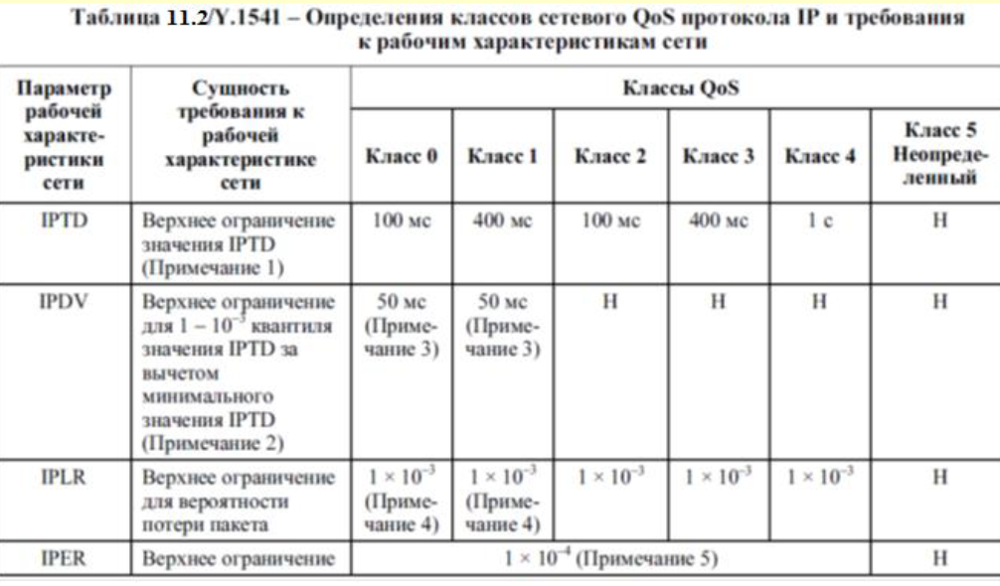 Таблица 11.2/Y.1541 – Определения классов сетевого QoS протокола IP и требования
к рабочим характеристикам сети
Параметр
рабочей
характе-
ристики
сети
Сущность
требования к
рабочей
характеристике
сети
Классы QoS
Класс 0
Класс 1
Класс 2
Класс 3
Класс 4
Класс 5
Неопреде-
ленный
IPTD
Верхнее ограничение
значения IPTD
(Примечание 1)
100 мс
400 мс
100 мс
400 мс
1 с
Н
IPDV
Верхнее ограничение
для 1 – 10⁻³ квантиля
значения IPTD за
вычетом
минимального
значения IPTD
(Примечание 2)
50 мс
(Приме-
чание 3)
50 мс
(Приме-
чание 3)
Н
Н
Н
Н
IPLR
Верхнее ограничение
для вероятности
потери пакета
1 × 10⁻³
(Приме-
чание 4)
1 × 10⁻³
(Приме-
чание 4)
1 × 10⁻³
1 × 10⁻³
1 × 10⁻³
Н
IPER
Верхнее ограничение
1 × 10⁻⁴ (Примечание 5)
Н